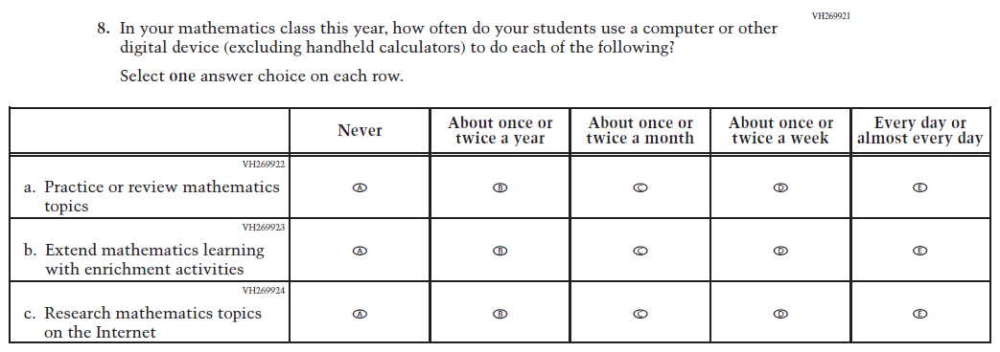 VH269921
8. In your mathematics class this year, how often do your students use a computer or other
digital device (excluding handheld calculators) to do each of the following?
Select one answer choice on each row.
Never
About once or
twice a year
About once or
twice a month
About once or
twice a week
Every day or
almost every day
VH269922
a. Practice or review mathematics
topics
A B C D E
VH269923
b. Extend mathematics learning
with enrichment activities
A B C D E
VH269924
c. Research mathematics topics
on the Internet
A B C D E